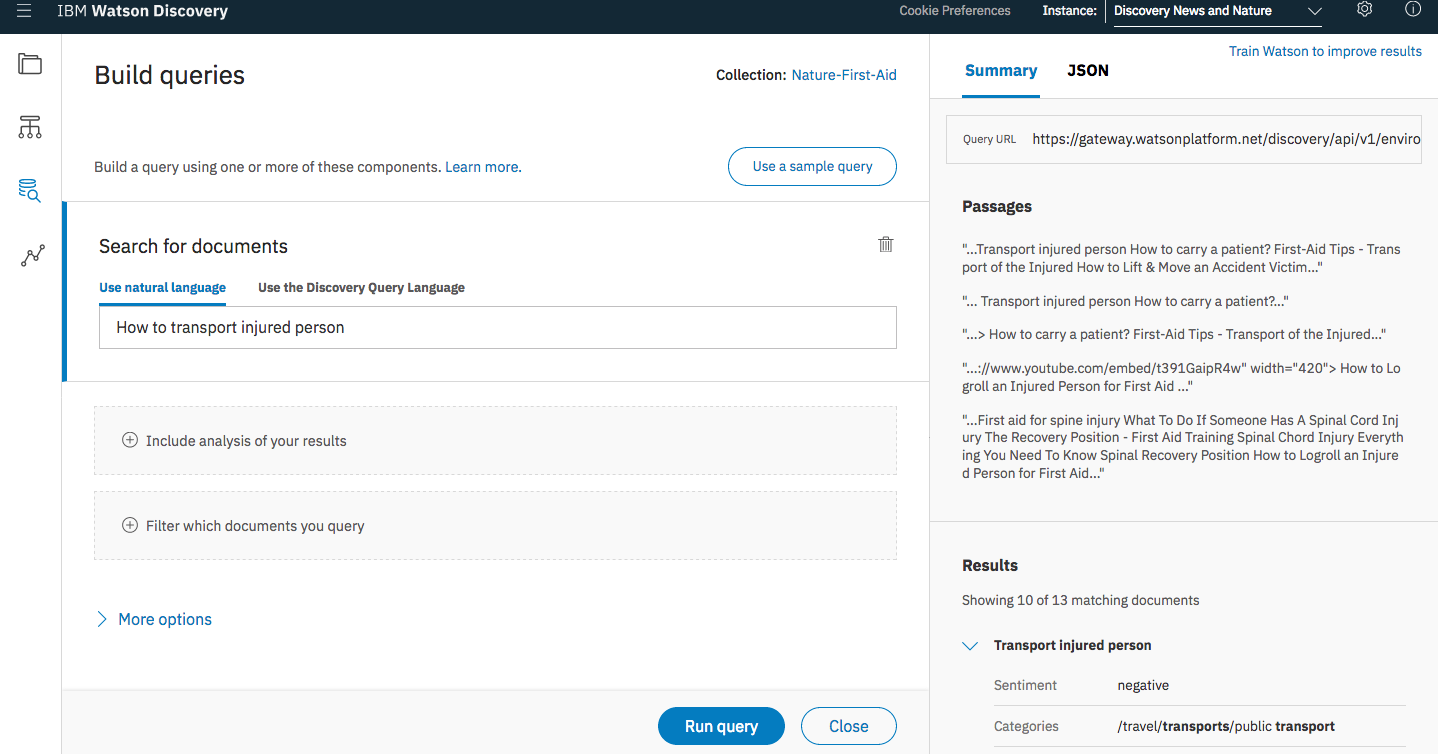 IBM Watson Discovery
Cookie Preferences
Instance:
Discovery News and Nature
Build queries
Collection: Nature-First-Aid
Build a query using one or more of these components. Learn more.
Use a sample query
Search for documents
Use natural language
Use the Discovery Query Language
How to transport injured person
Include analysis of your results
Filter which documents you query
More options
Run query
Close
Train Watson to improve results
Summary
JSON
Query URL
https://gateway.watsonplatform.net/discovery/api/v1/enviro
Passages
"...Transport injured person How to carry a patient? First-Aid Tips - Trans
port of the Injured How to Lift & Move an Accident Victim..."
"... Transport injured person How to carry a patient?..."
"...> How to carry a patient? First-Aid Tips - Transport of the Injured..."
"...://www.youtube.com/embed/t391GaipR4w" width="420"> How to Lo
groll an Injured Person for First Aid ..."
"...First aid for spine injury What To Do If Someone Has A Spinal Cord Inj
ury The Recovery Position - First Aid Training Spinal Chord Injury Everyth
ing You Need To Know Spinal Recovery Position How to Logroll an Injure
d Person for First Aid..."
Results
Showing 10 of 13 matching documents
Transport injured person
Sentiment
negative
Categories
/travel/transports/public transport